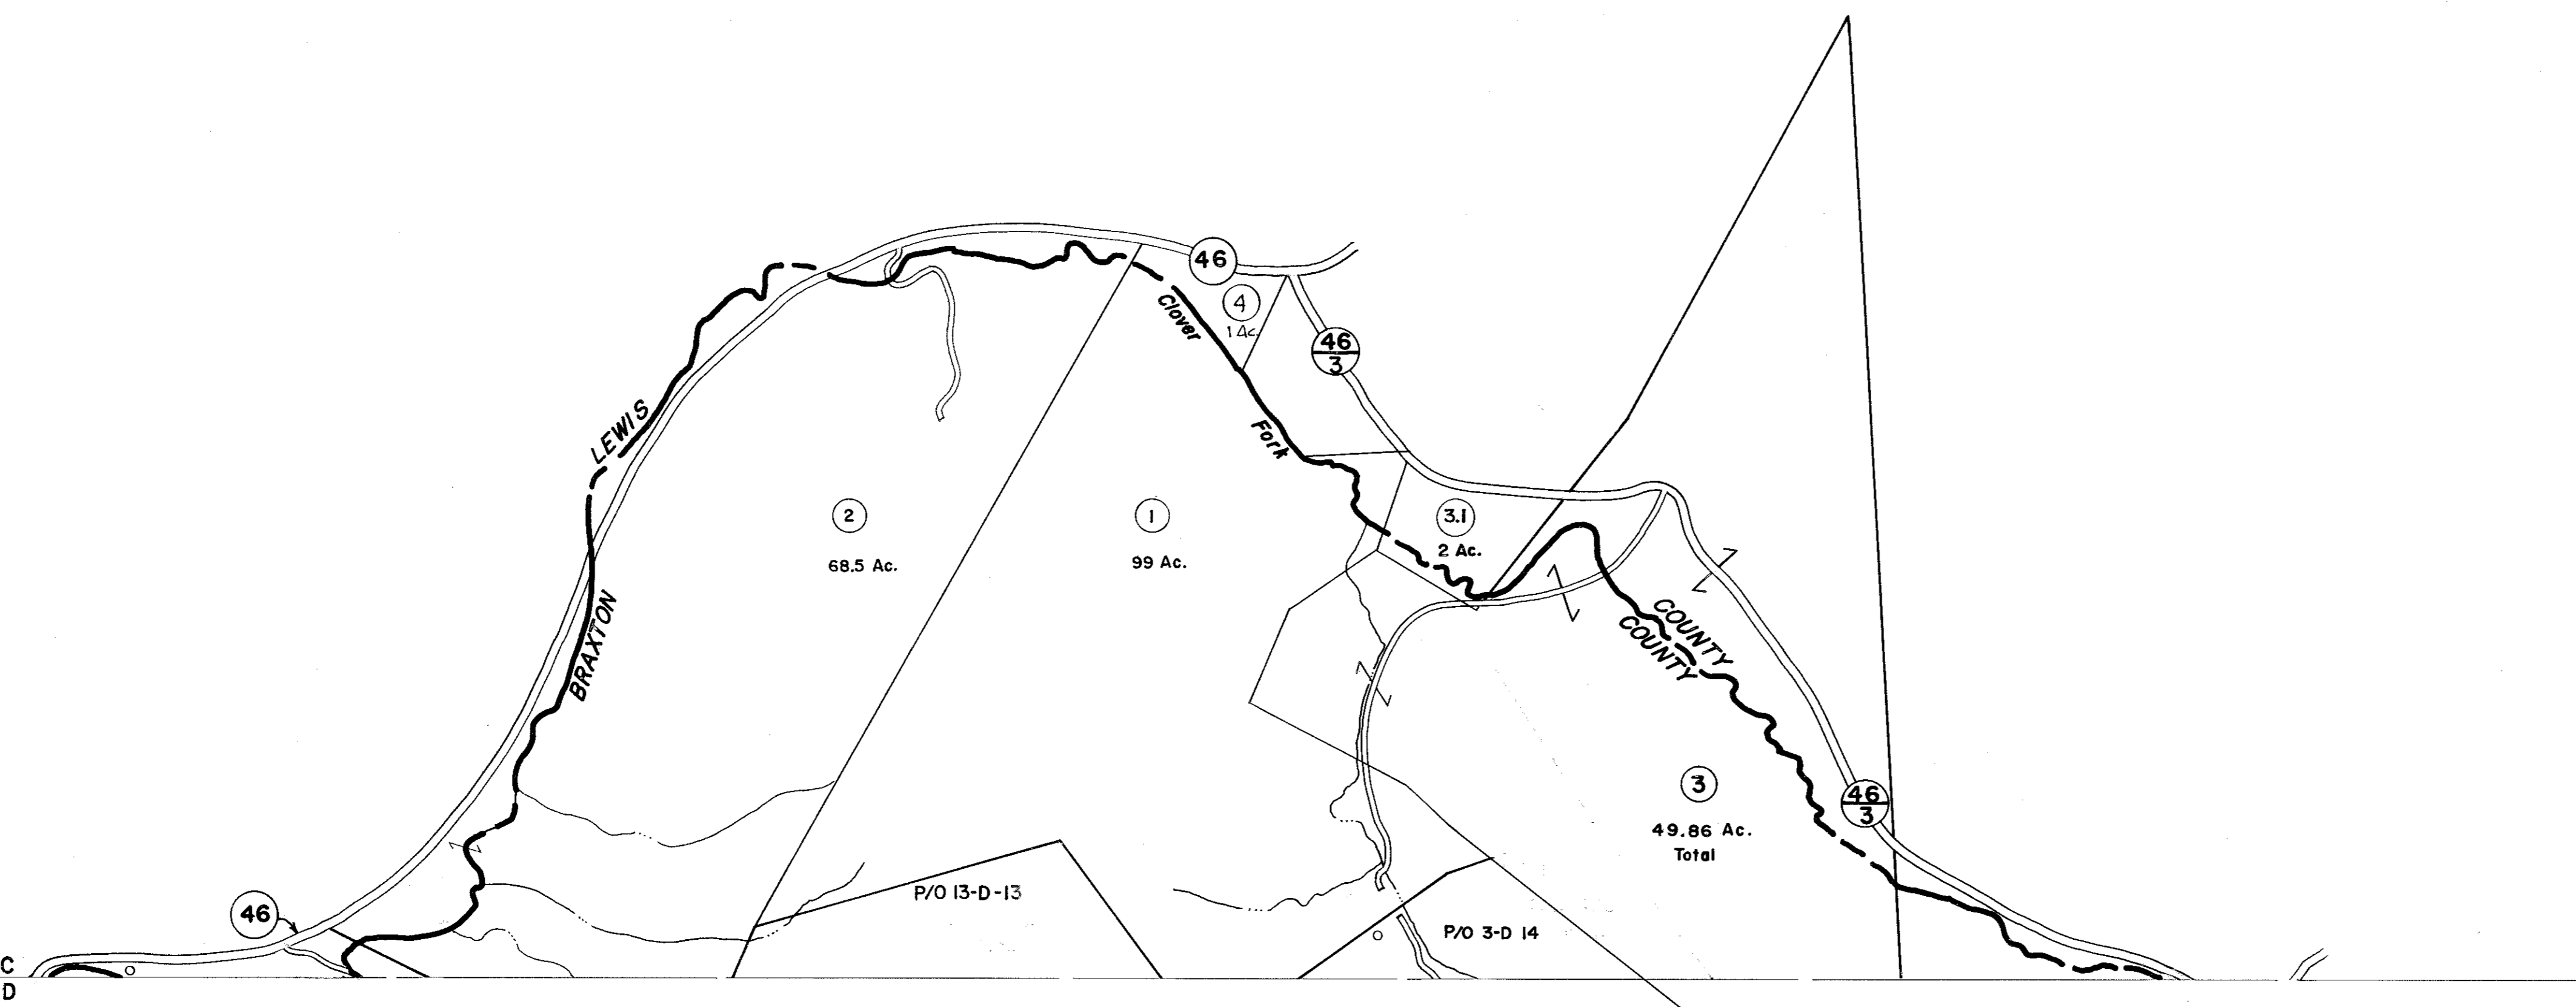 46
4
1 Ac.
Clover
Fork
46
3
LEWIS
BRAXTON
2
68.5 Ac.
1
99 Ac.
3.1
2 Ac.
COUNTY
COUNTY
3
49.86 Ac.
Total
46
3
P/O 13-D-13
46
P/O 3-D 14
C
D